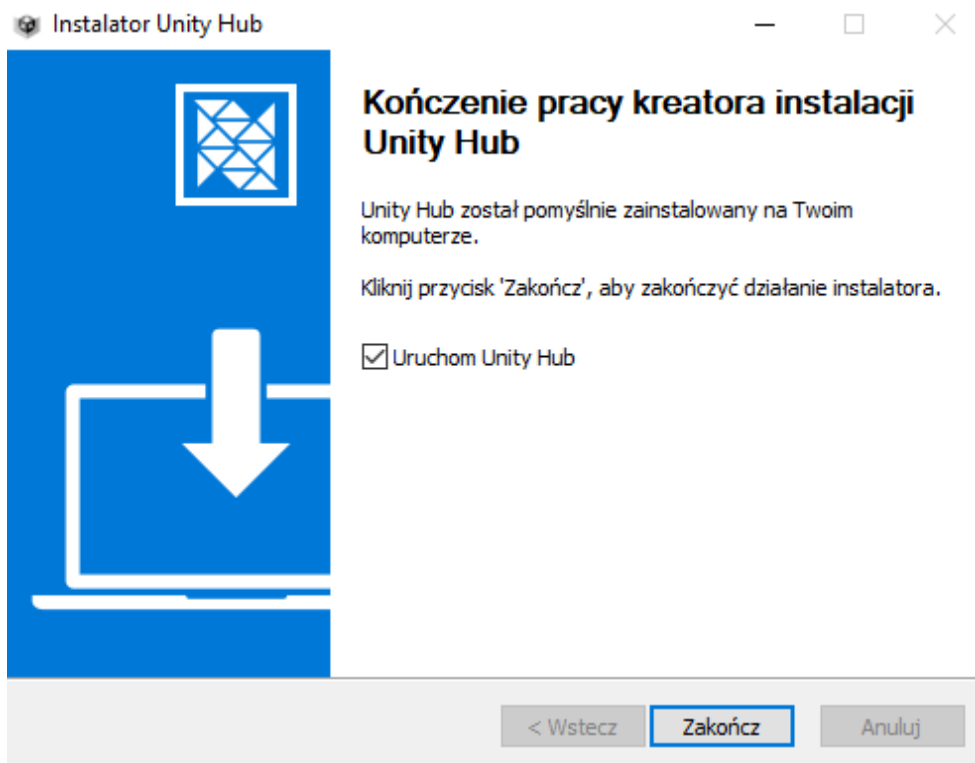 Instalator Unity Hub
Kończenie pracy kreatora instalacji
Unity Hub
Unity Hub został pomyślnie zainstalowany na Twoim
komputerze.
Kliknij przycisk 'Zakończ', aby zakończyć działanie instalatora.
Uruchom Unity Hub
< Wstecz Zakończ Anuluj